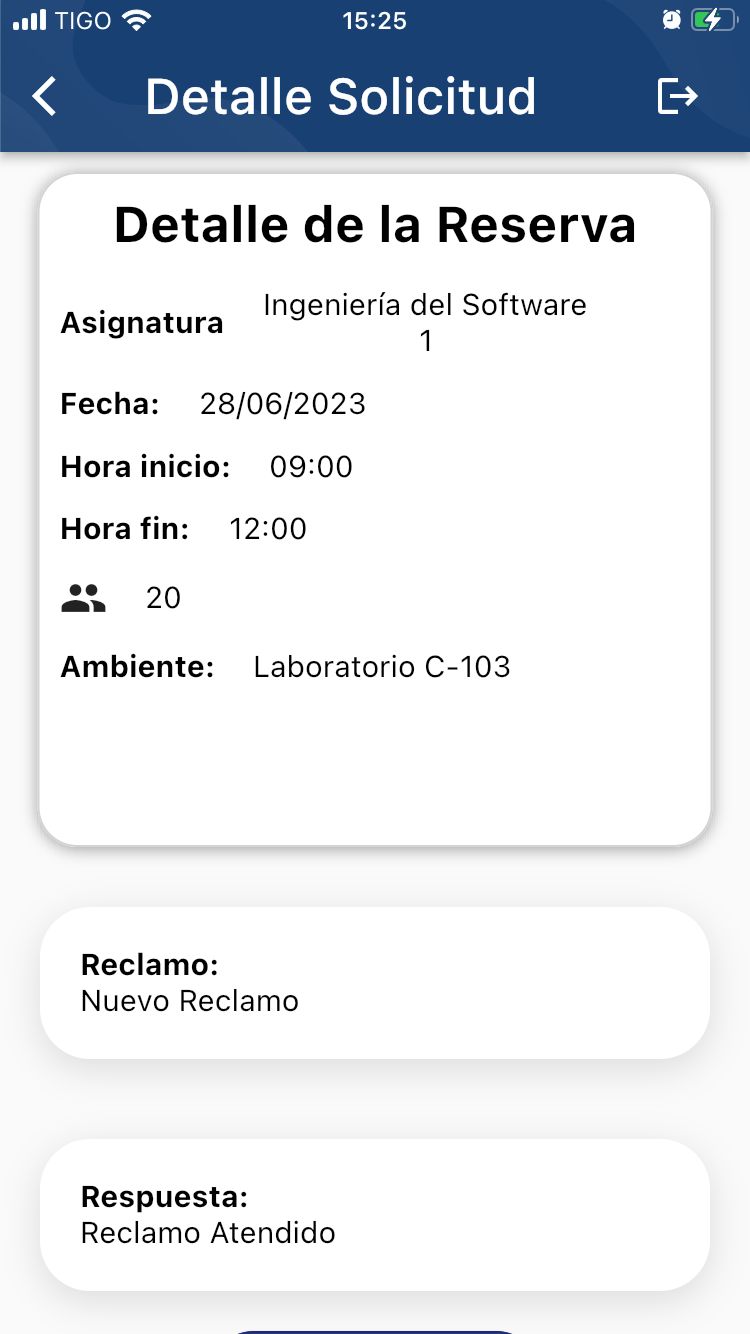 TIGO 15:25
Detalle Solicitud
Detalle de la Reserva
Asignatura Ingeniería del Software
1
Fecha: 28/06/2023
Hora inicio: 09:00
Hora fin: 12:00
20
Ambiente: Laboratorio C-103
Reclamo:
Nuevo Reclamo
Respuesta:
Reclamo Atendido